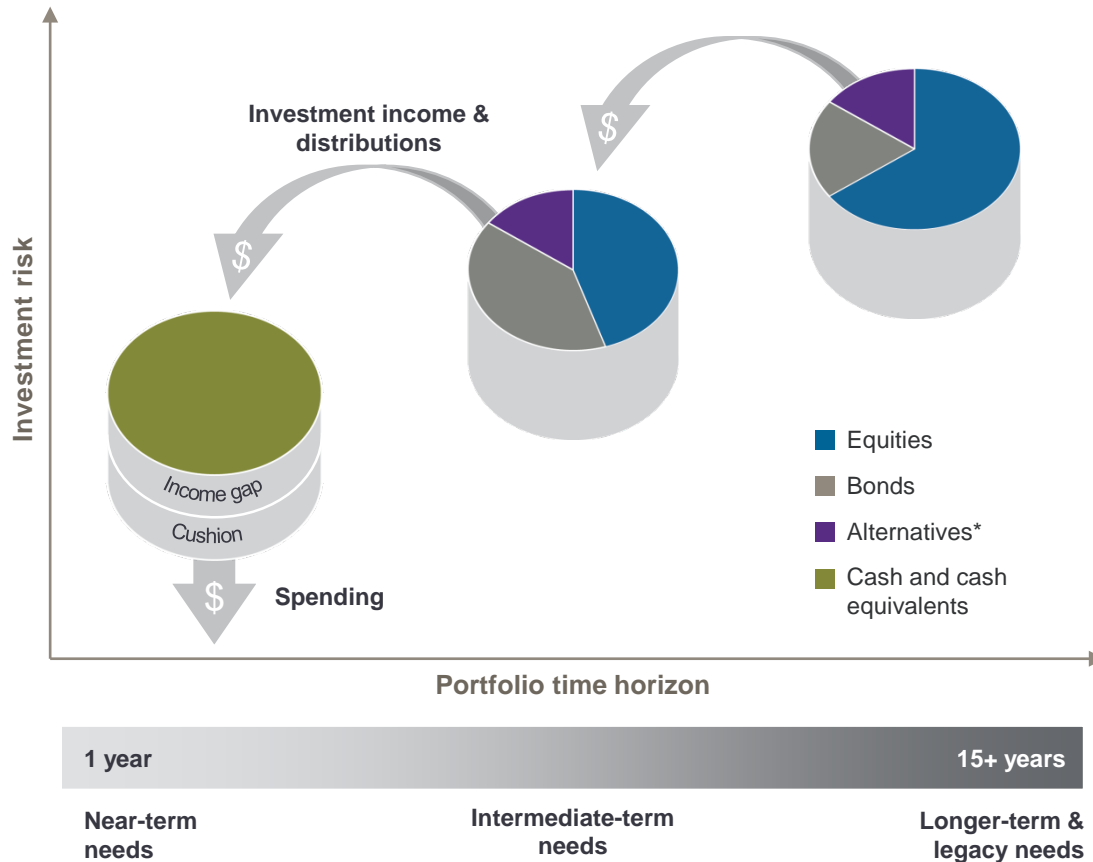 Investment risk
Investment income &
distributions
$
$
Income gap
Cushion
$
Spending
Equities
Bonds
Alternatives*
Cash and cash
equivalents
Portfolio time horizon
1 year
15+ years
Near-term
needs
Intermediate-term
needs
Longer-term &
legacy needs